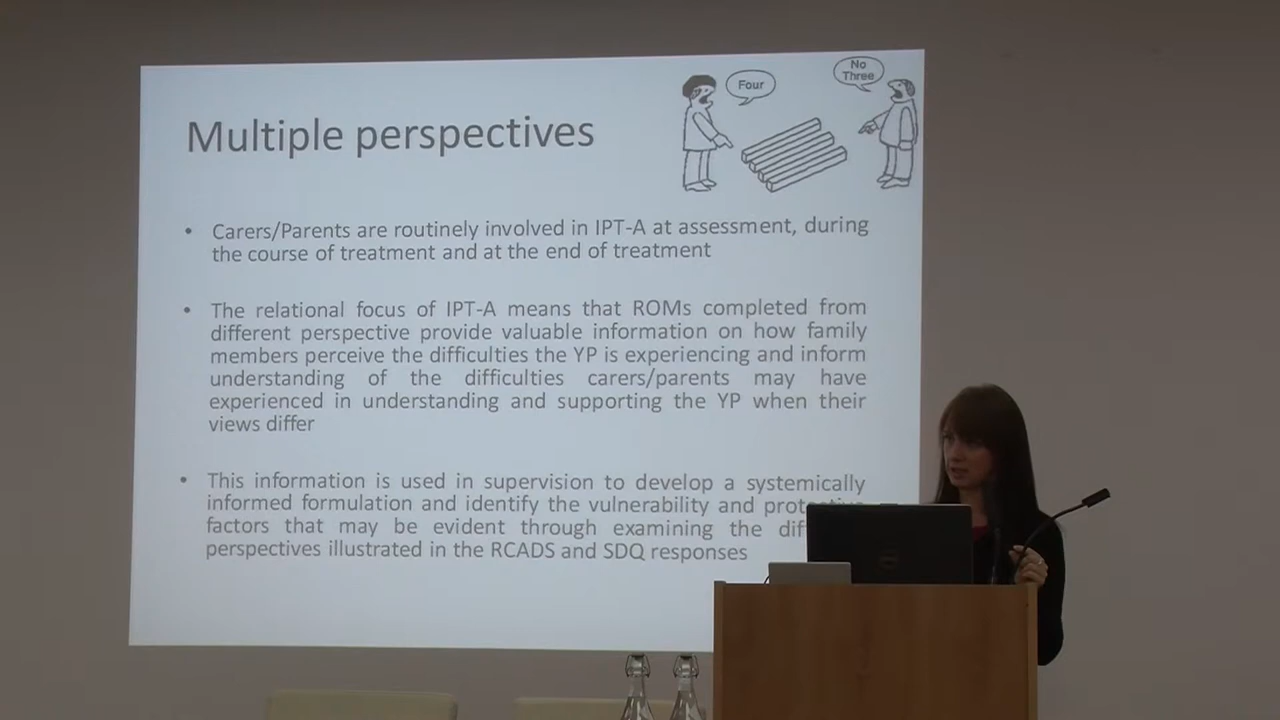 Four
No
Three
Multiple perspectives
• Carers/Parents are routinely involved in IPT-A at assessment, during
the course of treatment and at the end of treatment
• The relational focus of IPT-A means that ROMs completed from
different perspective provide valuable information on how family
members perceive the difficulties the YP is experiencing and inform
understanding of the difficulties carers/parents may have
experienced in understanding and supporting the YP when their
views differ
• This information is used in supervision to develop a systemically
informed formulation and identify the vulnerability and protective
factors that may be evident through examining the
perspectives illustrated in the RCADS and SDQ responses